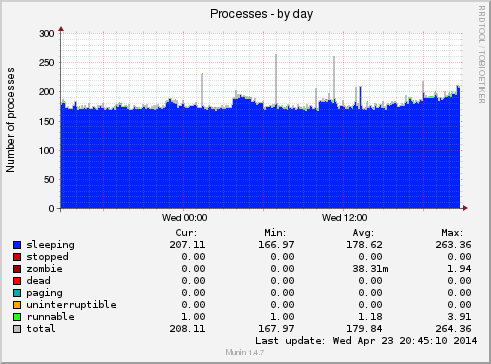 Processes - by day
RRDTOOL / TOBI OETIKER
Number of processes
300
250
200
150
100
50
0
Wed 00:00 Wed 12:00
Cur: Min: Avg: Max:
sleeping 207.11 166.97 178.62 263.36
stopped 0.00 0.00 0.00 0.00
zombie 0.00 0.00 38.31m 1.94
dead 0.00 0.00 0.00 0.00
paging 0.00 0.00 0.00 0.00
uninterruptible 0.00 0.00 0.00 0.00
runnable 1.00 1.00 1.18 3.91
total 208.11 167.97 179.84 264.36
Last update: Wed Apr 23 20:45:10 2014
Munin 1.4.7